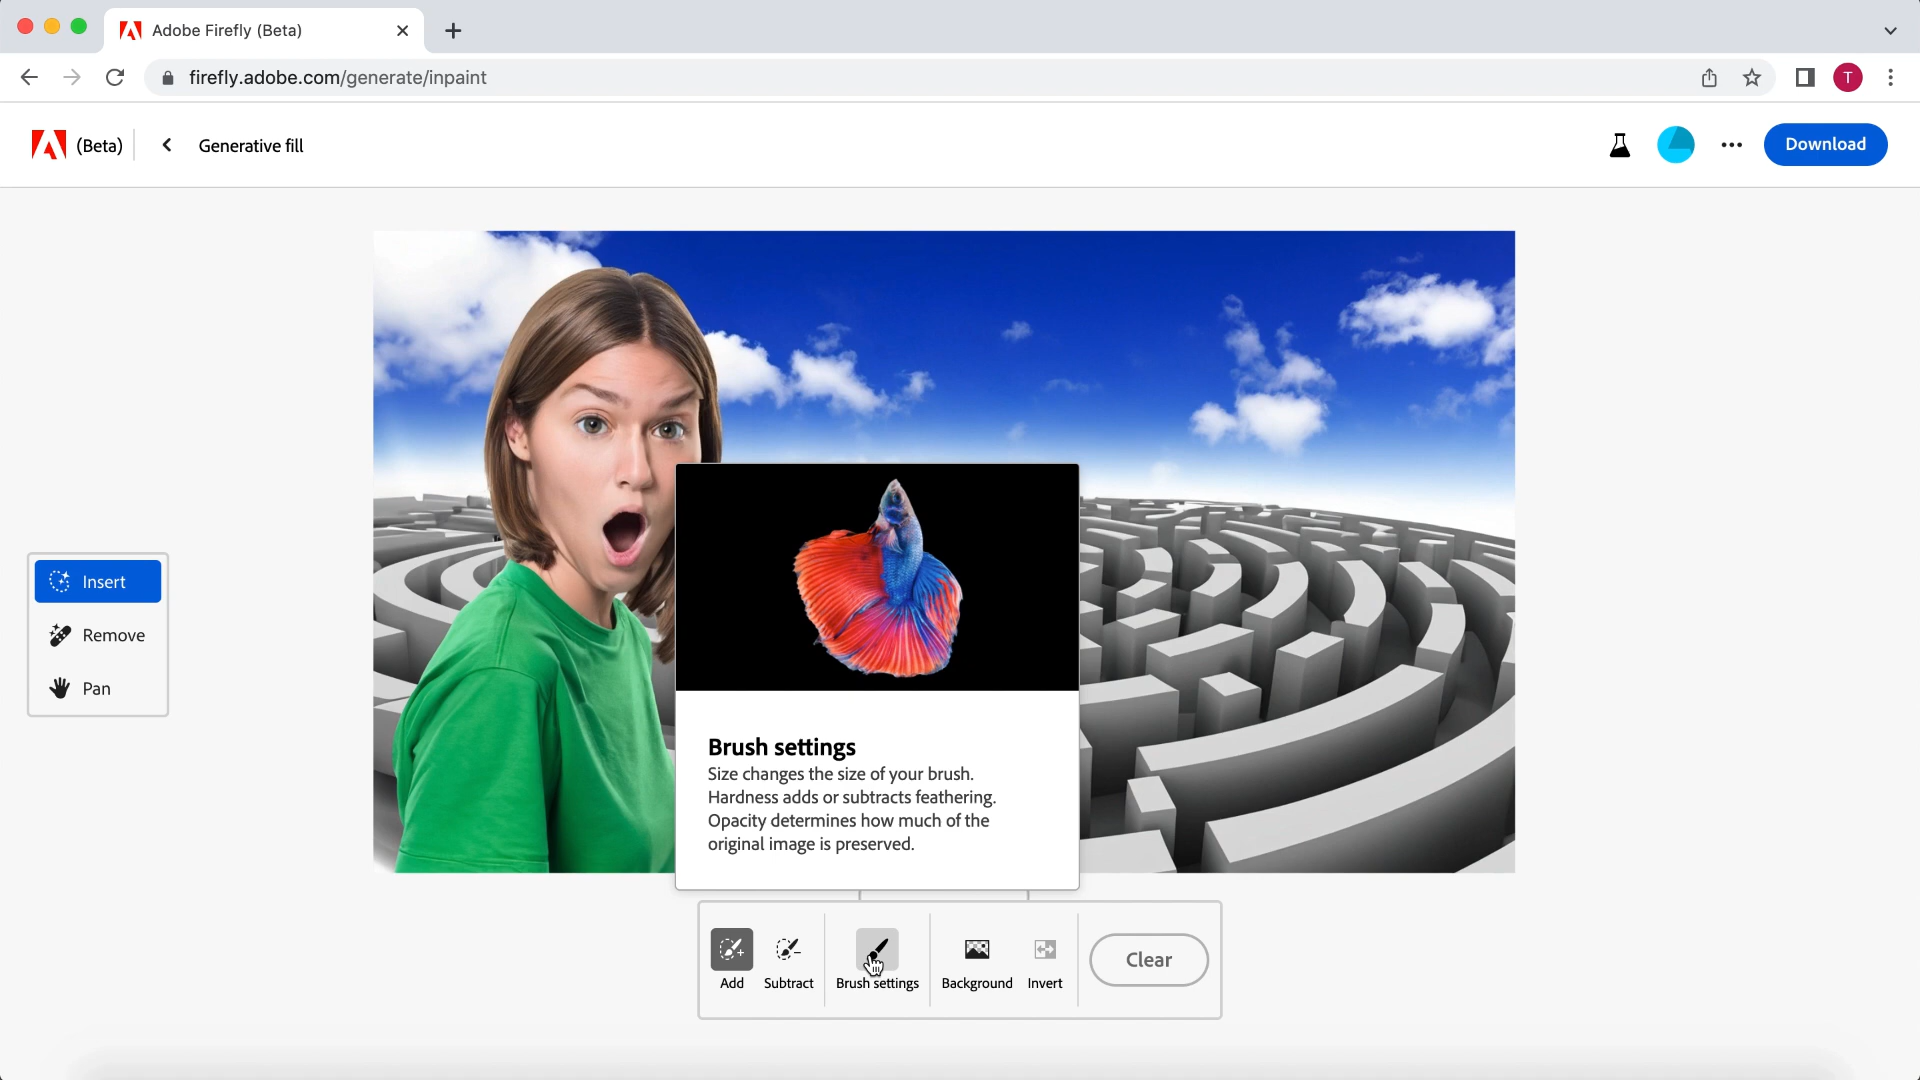 Adobe Firefly (Beta)
firefly.adobe.com/generate/inpaint
T
(Beta)
Generative fill
Download
Insert
Remove
Pan
Brush settings
Size changes the size of your brush.
Hardness adds or subtracts feathering.
Opacity determines how much of the
original image is preserved.
Add
Subtract
Brush settings
Background
Invert
Clear